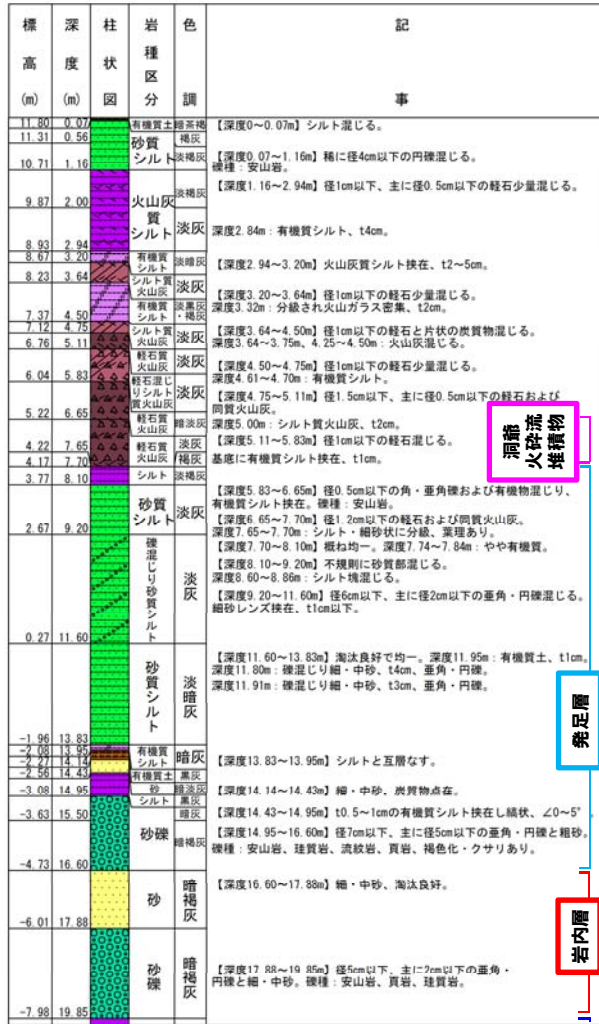 標高(m) 深度(m) 柱状図 岩種区分 色調 記事
11.80 0.07 有機質土 暗茶褐
【深度0～0.07m】シルト混じる。
11.31 0.56 褐灰
砂質シルト
10.71 1.16 淡褐灰
【深度0.07～1.16m】稀に径4cm以下の円礫混じる。
礫種：安山岩。
【深度1.16～2.94m】径1cm以下、主に径0.5cm以下の軽石少量混じる。
9.87 2.00 淡褐灰
火山灰質シルト
8.93 2.94 淡灰
深度2.84m：有機質シルト、t4cm。
8.67 3.20 有機質シルト 淡暗灰
【深度2.94～3.20m】火山灰質シルト挟在、t2～5cm。
8.23 3.64 シルト質火山灰 淡灰
【深度3.20～3.64m】径1cm以下の軽石少量混じる。
深度3.32m：分級され火山ガラス密集、t2cm。
7.37 4.50 有機質シルト 淡黒灰・褐灰
【深度3.64～4.50m】径1cm以下の軽石と片状の炭質物混じる。
深度3.64～3.75m、4.25～4.50m：火山灰混じる。
7.12 4.75 シルト質火山灰 淡灰
【深度4.50～4.75m】径1cm以下の軽石少量混じる。
深度4.61～4.70m：有機質シルト。
6.76 5.11 軽石質火山灰 淡灰
【深度4.75～5.11m】径1.5cm以下、主に径0.5cm以下の軽石および
同質火山灰。
深度5.00m：シルト質火山灰、t2cm。
6.04 5.83 軽石混じりシルト質火山灰 淡灰
【深度5.11～5.83m】径1cm以下の軽石混じる。
基底に有機質シルト挟在、t1cm。
5.22 6.65 軽石質火山灰 暗淡灰
【深度5.83～6.65m】径0.5cm以下の角・亜角礫および有機物混じり、
有機質シルト挟在。礫種：安山岩。
4.22 7.65 軽石質火山灰 淡灰
【深度6.65～7.70m】径1.2cm以下の軽石および同質火山灰。
4.17 7.70 褐灰
深度7.65～7.70m：シルト・細砂状に分級、葉理あり。
3.77 8.10 シルト 淡褐灰
【深度7.70～8.10m】概ね均一。深度7.74～7.84m：やや有機質。
2.67 9.20 砂質シルト 淡灰
【深度8.10～9.20m】不規則に砂質部混じる。
深度8.60～8.86m：シルト塊混じる。
0.27 11.60 礫混じり砂質シルト 淡灰
【深度9.20～11.60m】径6cm以下、主に径2cm以下の亜角・円礫混じる。
細砂レンズ挟在、t1cm以下。
-1.96 13.83 砂質シルト 淡暗灰
【深度11.60～13.83m】淘汰良好で均一。深度11.95m：有機質土、t1cm。
深度11.80m：礫混じり細・中砂、t4cm、亜角・円礫。
深度11.91m：礫混じり細・中砂、t3cm、亜角・円礫。
-2.08 13.95 有機質シルト 暗灰
【深度13.83～13.95m】シルトと互層なす。
-2.27 14.14 有機質土 黒灰
-2.56 14.43 砂 暗淡灰
【深度14.14～14.43m】細・中砂、炭質物点在。
-3.08 14.95 シルト 黒灰
【深度14.43～14.95m】t0.5～1cmの有機質シルト挟在し縞状、∠0～5°
-3.63 15.50 暗灰
【深度14.95～16.60m】径7cm以下、主に径5cm以下の亜角・円礫と粗砂。
礫種：安山岩、珪質岩、流紋岩、頁岩、褐色化・クサリあり。
-4.73 16.60 砂礫 暗褐灰
【深度16.60～17.88m】細・中砂、淘汰良好。
-6.01 17.88 砂 暗褐灰
【深度17.88～19.85m】径5cm以下、主に2cm以下の亜角・
円礫と細・中砂。礫種：安山岩、頁岩、珪質岩。
-7.98 19.85 砂礫 暗褐灰
洞爺火砕流堆積物
発足層
岩内層